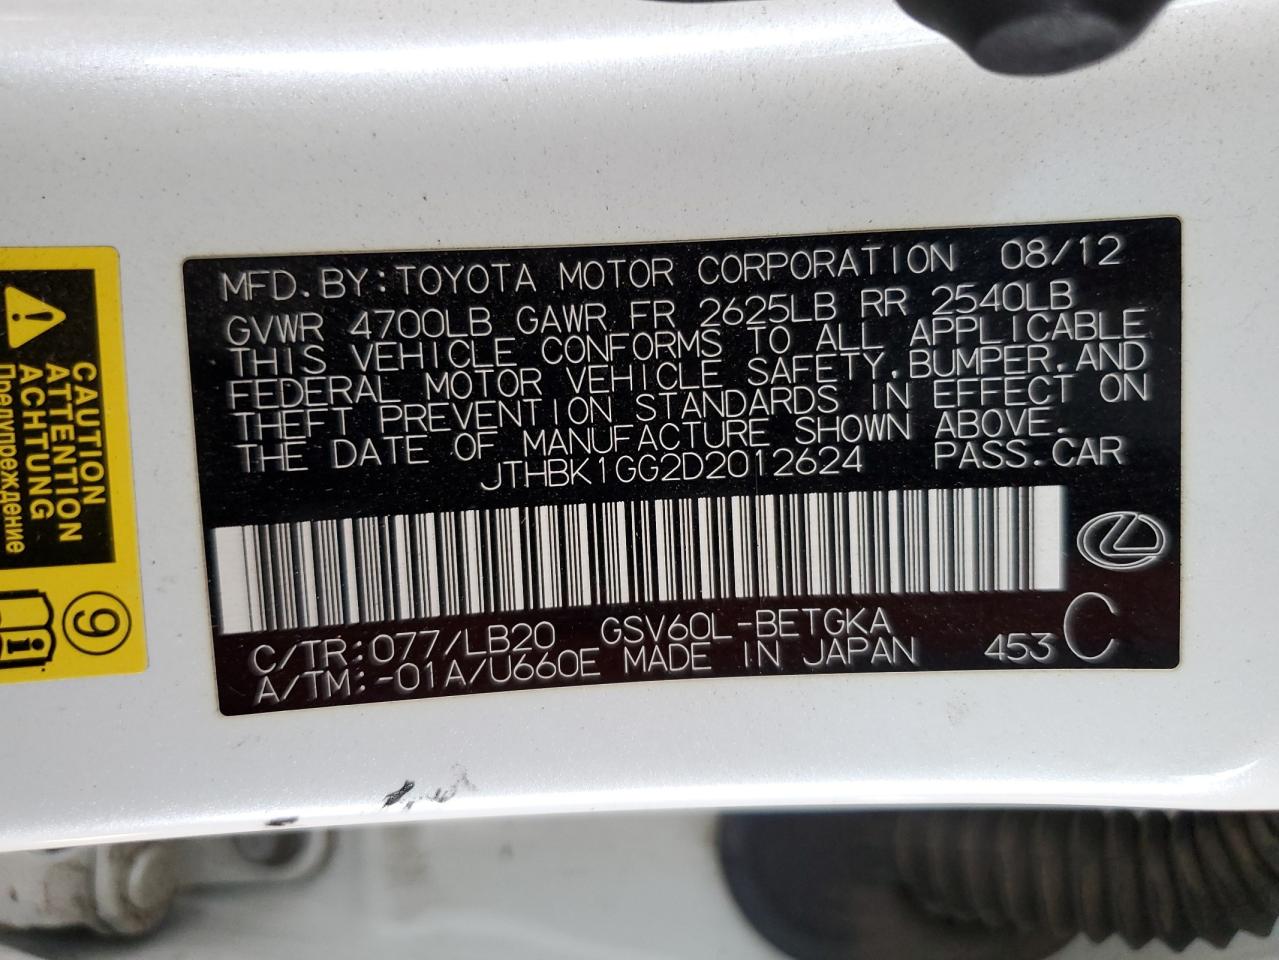 MFD. BY: TOYOTA MOTOR CORPORATION 08/12
GVWR 4700LB GAWR FR 2625LB RR 2540LB
THIS VEHICLE CONFORMS TO ALL APPLICABLE
FEDERAL MOTOR VEHICLE SAFETY, BUMPER, AND
THEFT PREVENTION STANDARDS IN EFFECT ON
THE DATE OF MANUFACTURE SHOWN ABOVE.
JTHBK1GG2D2012624 PASS. CAR
C/TR: 077/LB20 GSV60L-BETGKA
A/TM: -01A/U660E MADE IN JAPAN 453 C
CAUTION
ATTENTION
ACHTUNG
Предупреждение
9